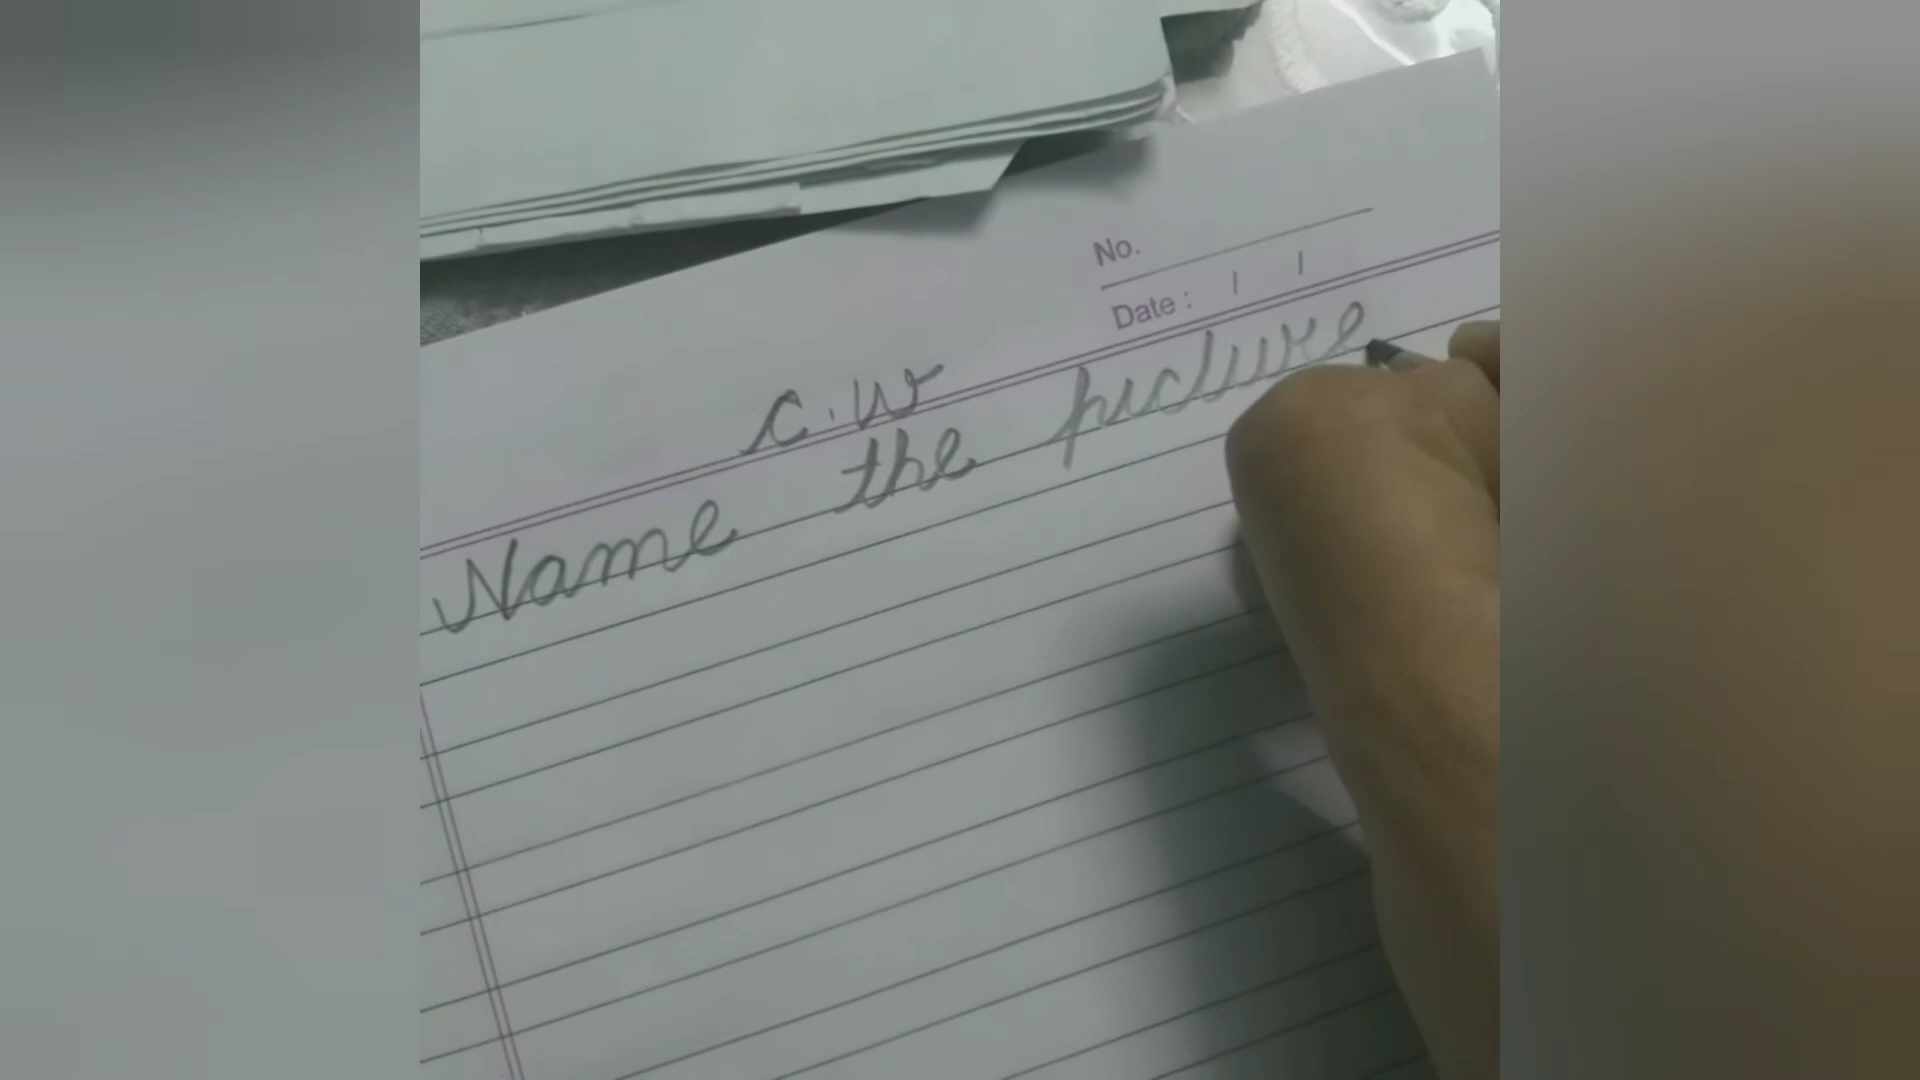 No.
Date : / /
C.W
Name the picture